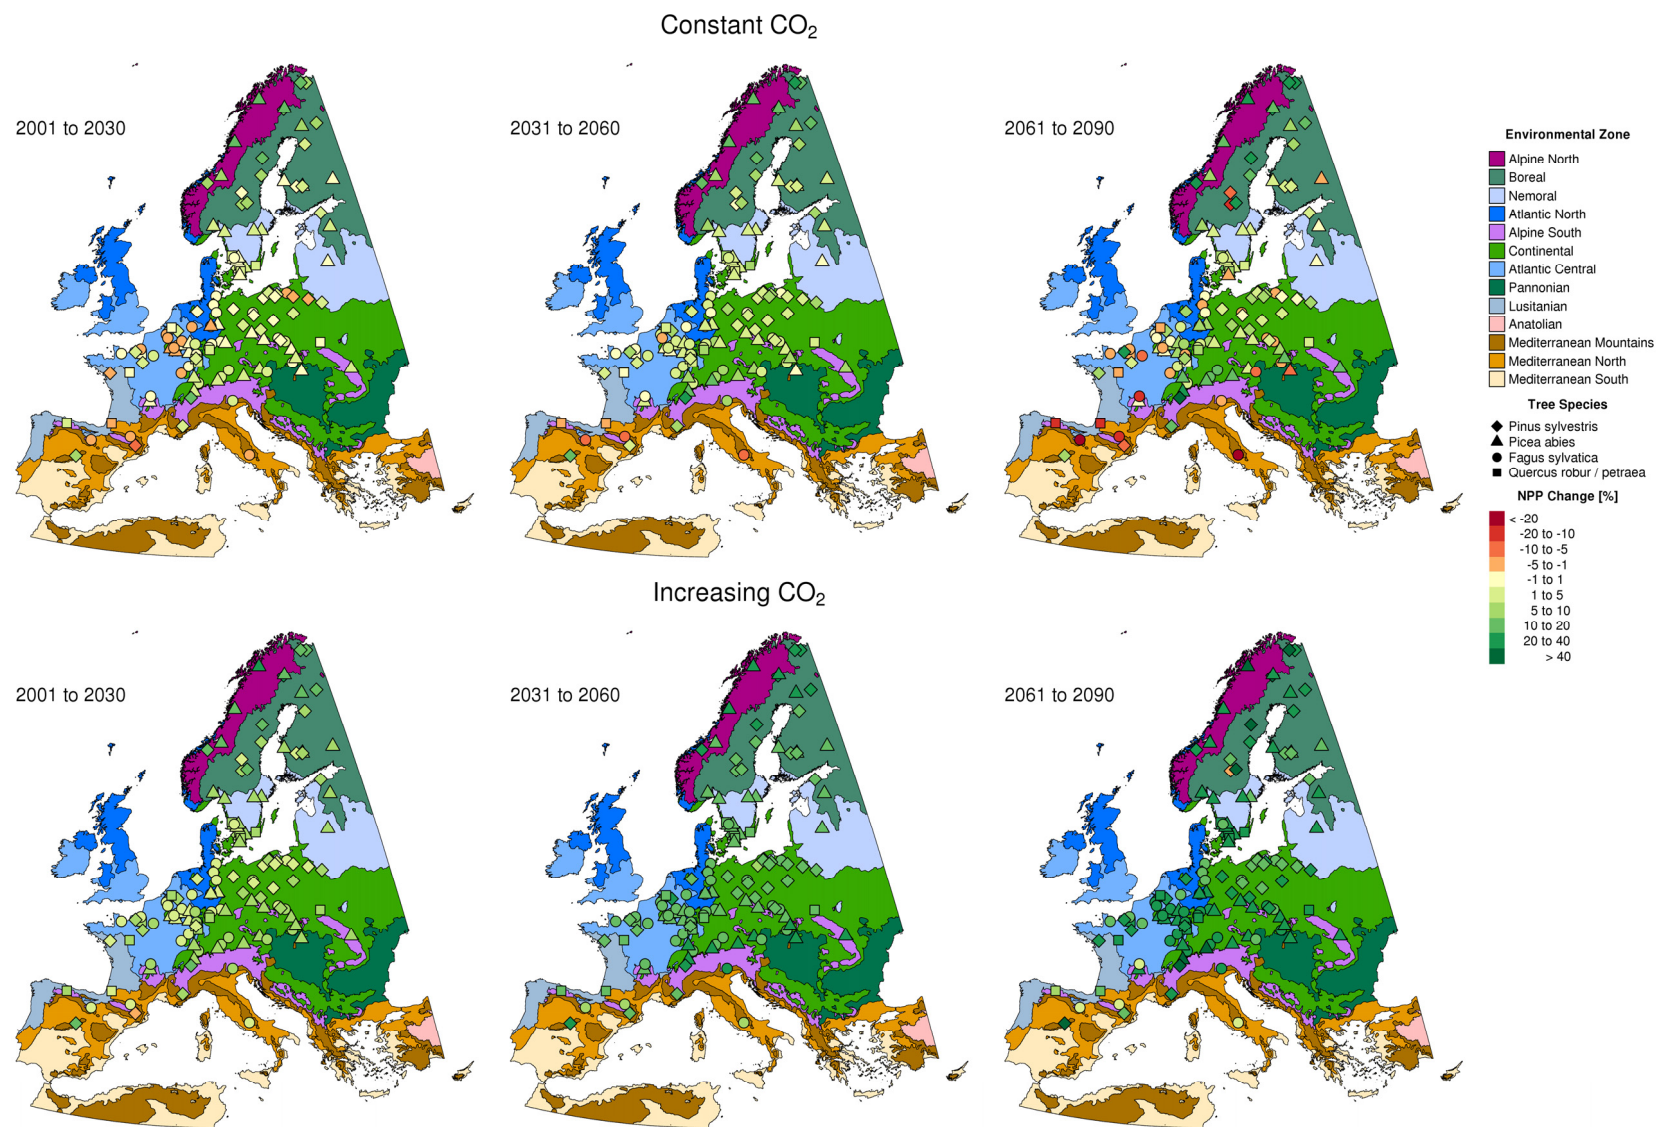 Constant CO₂
2001 to 2030
2031 to 2060
2061 to 2090
Environmental Zone
Alpine North
Boreal
Nemoral
Atlantic North
Alpine South
Continental
Atlantic Central
Pannonian
Lusitanian
Anatolian
Mediterranean Mountains
Mediterranean North
Mediterranean South
Tree Species
Pinus sylvestris
Picea abies
Fagus sylvatica
Quercus robur / petraea
NPP Change [%]
< -20
-20 to -10
-10 to -5
-5 to -1
-1 to 1
1 to 5
5 to 10
10 to 20
20 to 40
> 40
Increasing CO₂
2001 to 2030
2031 to 2060
2061 to 2090